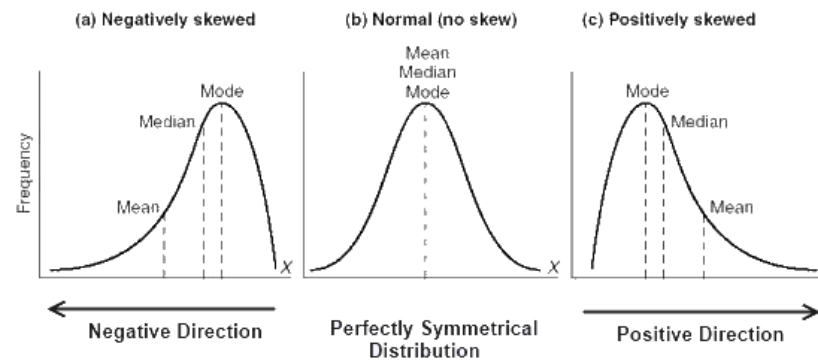 (a) Negatively skewed
(b) Normal (no skew)
(c) Positively skewed
Frequency
Mode
Median
Mean
X
Mean
Median
Mode
X
Mode
Median
Mean
Negative Direction
Perfectly Symmetrical
Distribution
Positive Direction